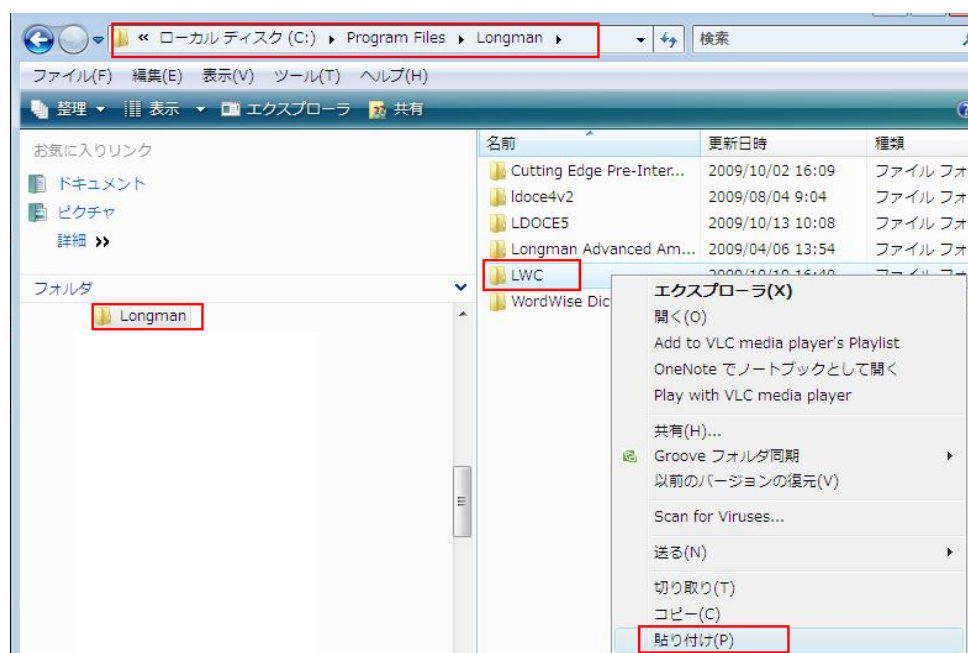 « ローカル ディスク (C:) ▸ Program Files ▸ Longman ▸ 検索
ファイル(F) 編集(E) 表示(V) ツール(T) ヘルプ(H)
整理 表示 エクスプローラ 共有
お気に入りリンク
ドキュメント
ピクチャ
詳細 »
フォルダ
Longman
名前 更新日時 種類
Cutting Edge Pre-Inter... 2009/10/02 16:09 ファイル フォ
ldoce4v2 2009/08/04 9:04 ファイル フォ
LDOCE5 2009/10/13 10:08 ファイル フォ
Longman Advanced Am... 2009/04/06 13:54 ファイル フォ
LWC
WordWise Dic
エクスプローラ(X)
開く(O)
Add to VLC media player's Playlist
OneNote でノートブックとして開く
Play with VLC media player
共有(H)...
Groove フォルダ同期
以前のバージョンの復元(V)
Scan for Viruses...
送る(N)
切り取り(T)
コピー(C)
貼り付け(P)